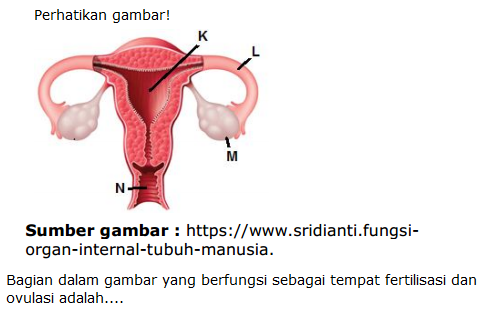 Perhatikan gambar!
K
L
M
N
Sumber gambar : https://www.sridianti.fungsi-
organ-internal-tubuh-manusia.
Bagian dalam gambar yang berfungsi sebagai tempat fertilisasi dan
ovulasi adalah....